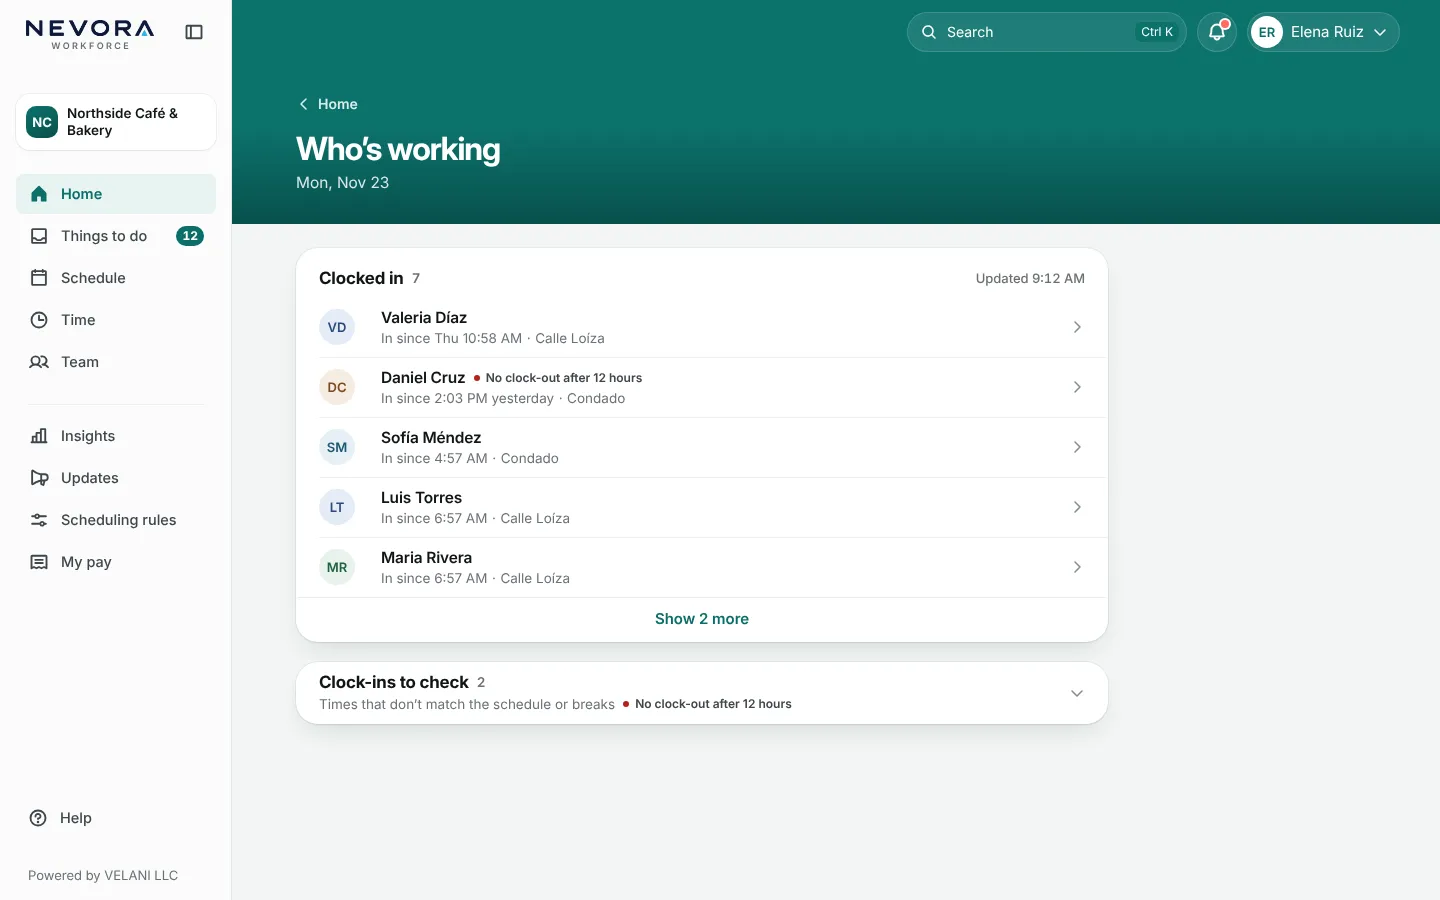 NEVORA
WORKFORCE
Search
Ctrl K
ER
Elena Ruiz
NC
Northside Café &
Bakery
Home
Things to do
12
Schedule
Time
Team
Insights
Updates
Scheduling rules
My pay
Help
Powered by VELANI LLC
Home
Who's working
Mon, Nov 23
Clocked in 7
Updated 9:12 AM
VD
Valeria Díaz
In since Thu 10:58 AM · Calle Loíza
DC
Daniel Cruz • No clock-out after 12 hours
In since 2:03 PM yesterday · Condado
SM
Sofía Méndez
In since 4:57 AM · Condado
LT
Luis Torres
In since 6:57 AM · Calle Loíza
MR
Maria Rivera
In since 6:57 AM · Calle Loíza
Show 2 more
Clock-ins to check 2
Times that don't match the schedule or breaks • No clock-out after 12 hours